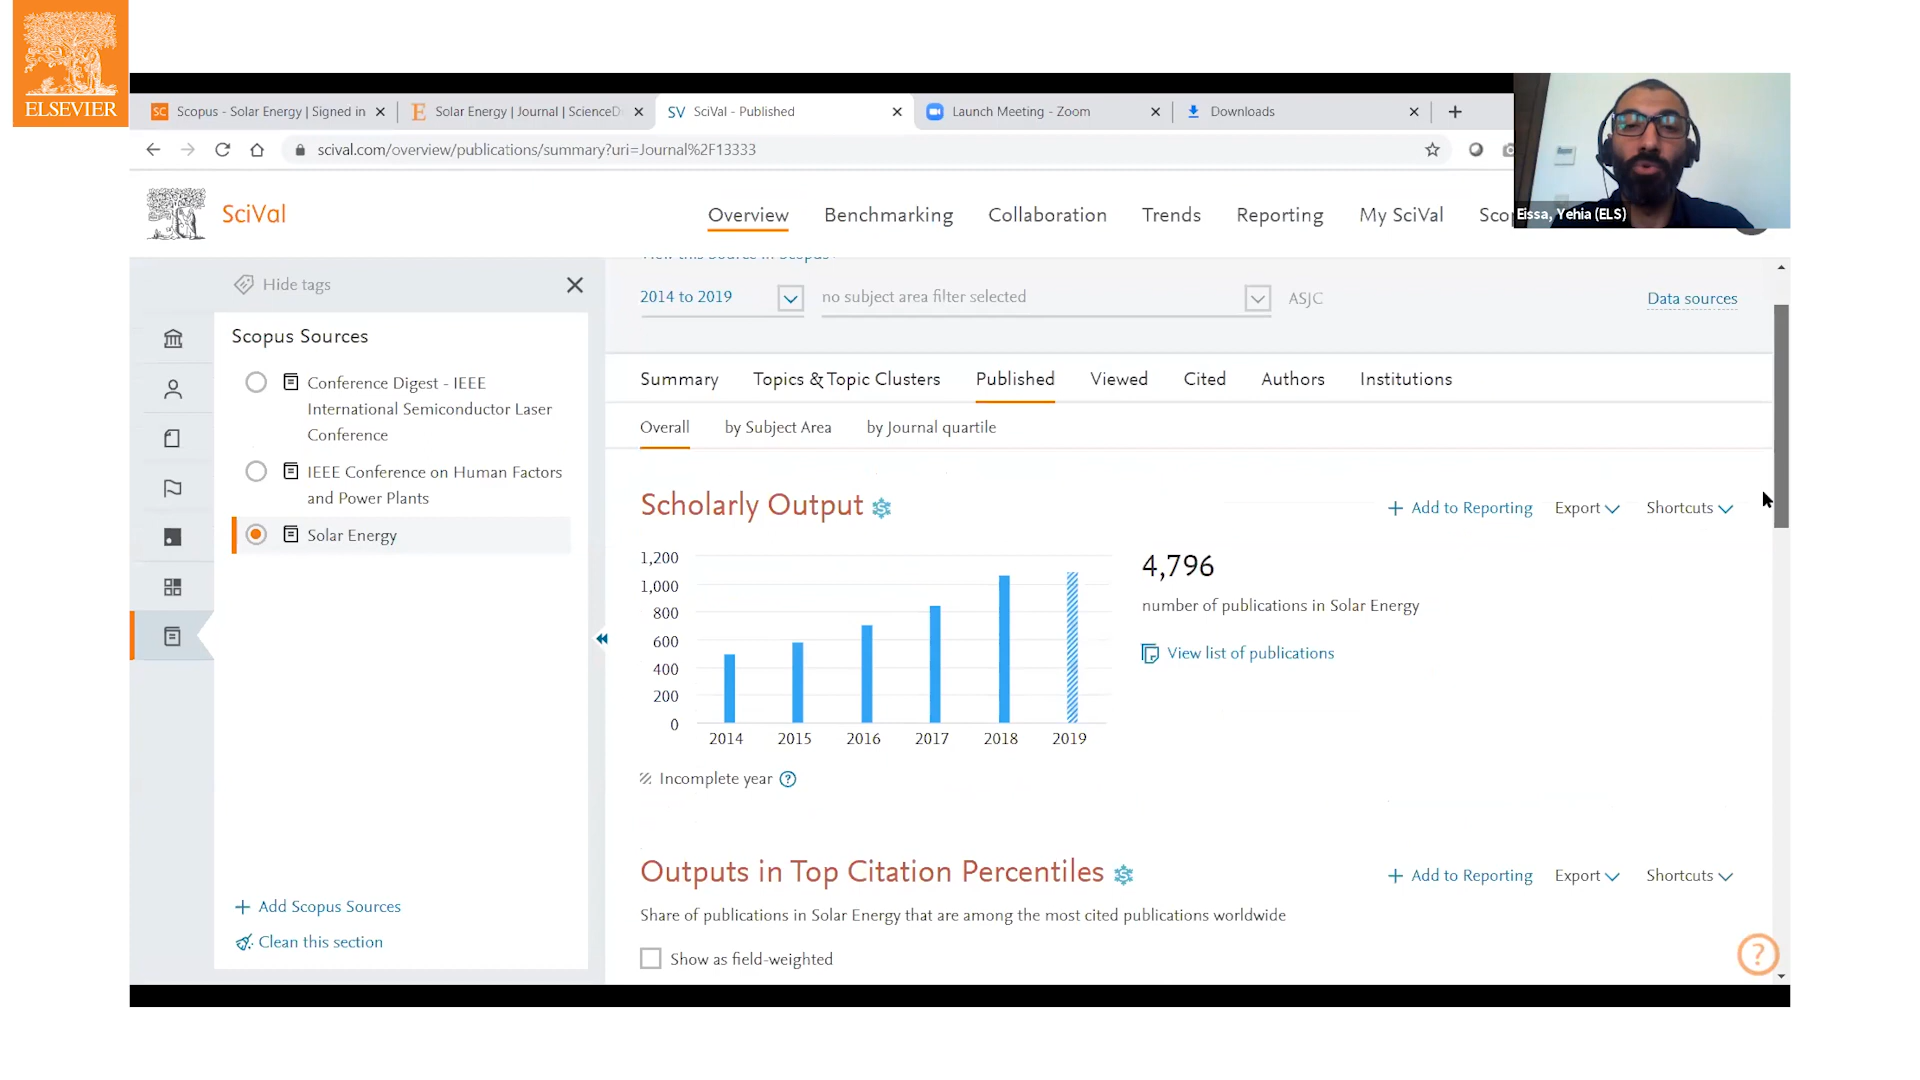 ELSEVIER
SC Scopus - Solar Energy | Signed in
Solar Energy | Journal | ScienceD
SV SciVal - Published
Launch Meeting - Zoom
Downloads
scival.com/overview/publications/summary?uri=Journal%2F13333
Eissa, Yehia (ELS)
SciVal
Overview
Benchmarking
Collaboration
Trends
Reporting
My SciVal
Sco
Hide tags
Scopus Sources
Conference Digest - IEEE
International Semiconductor Laser
Conference
IEEE Conference on Human Factors
and Power Plants
Solar Energy
+ Add Scopus Sources
Clean this section
View this Source in Scopus
2014 to 2019
no subject area filter selected
ASJC
Data sources
Summary
Topics & Topic Clusters
Published
Viewed
Cited
Authors
Institutions
Overall
by Subject Area
by Journal quartile
Scholarly Output
+ Add to Reporting
Export
Shortcuts
1,200
1,000
800
600
400
200
0
2014 2015 2016 2017 2018 2019
Incomplete year ?
4,796
number of publications in Solar Energy
View list of publications
Outputs in Top Citation Percentiles
+ Add to Reporting
Export
Shortcuts
Share of publications in Solar Energy that are among the most cited publications worldwide
Show as field-weighted
?